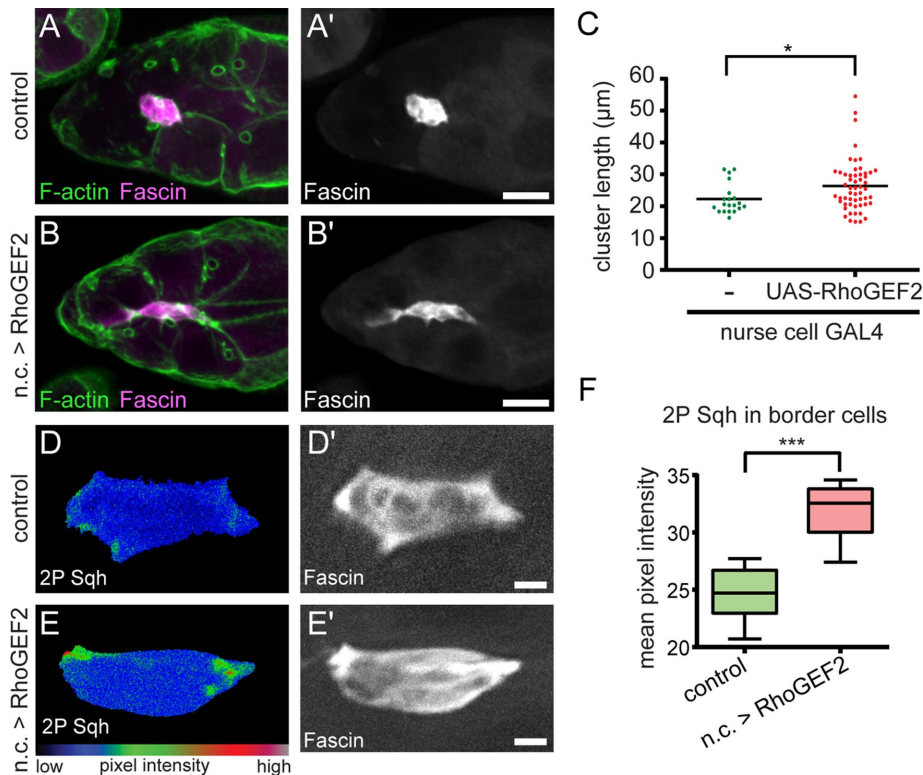 A
control
F-actin Fascin
A'
Fascin
B
n.c. > RhoGEF2
F-actin Fascin
B'
Fascin
C
*
cluster length (µm)
60
50
40
30
20
10
0
-
UAS-RhoGEF2
nurse cell GAL4
D
control
2P Sqh
D'
Fascin
E
n.c. > RhoGEF2
2P Sqh
low pixel intensity high
E'
Fascin
F
2P Sqh in border cells
***
mean pixel intensity
35
30
25
20
control
n.c. > RhoGEF2